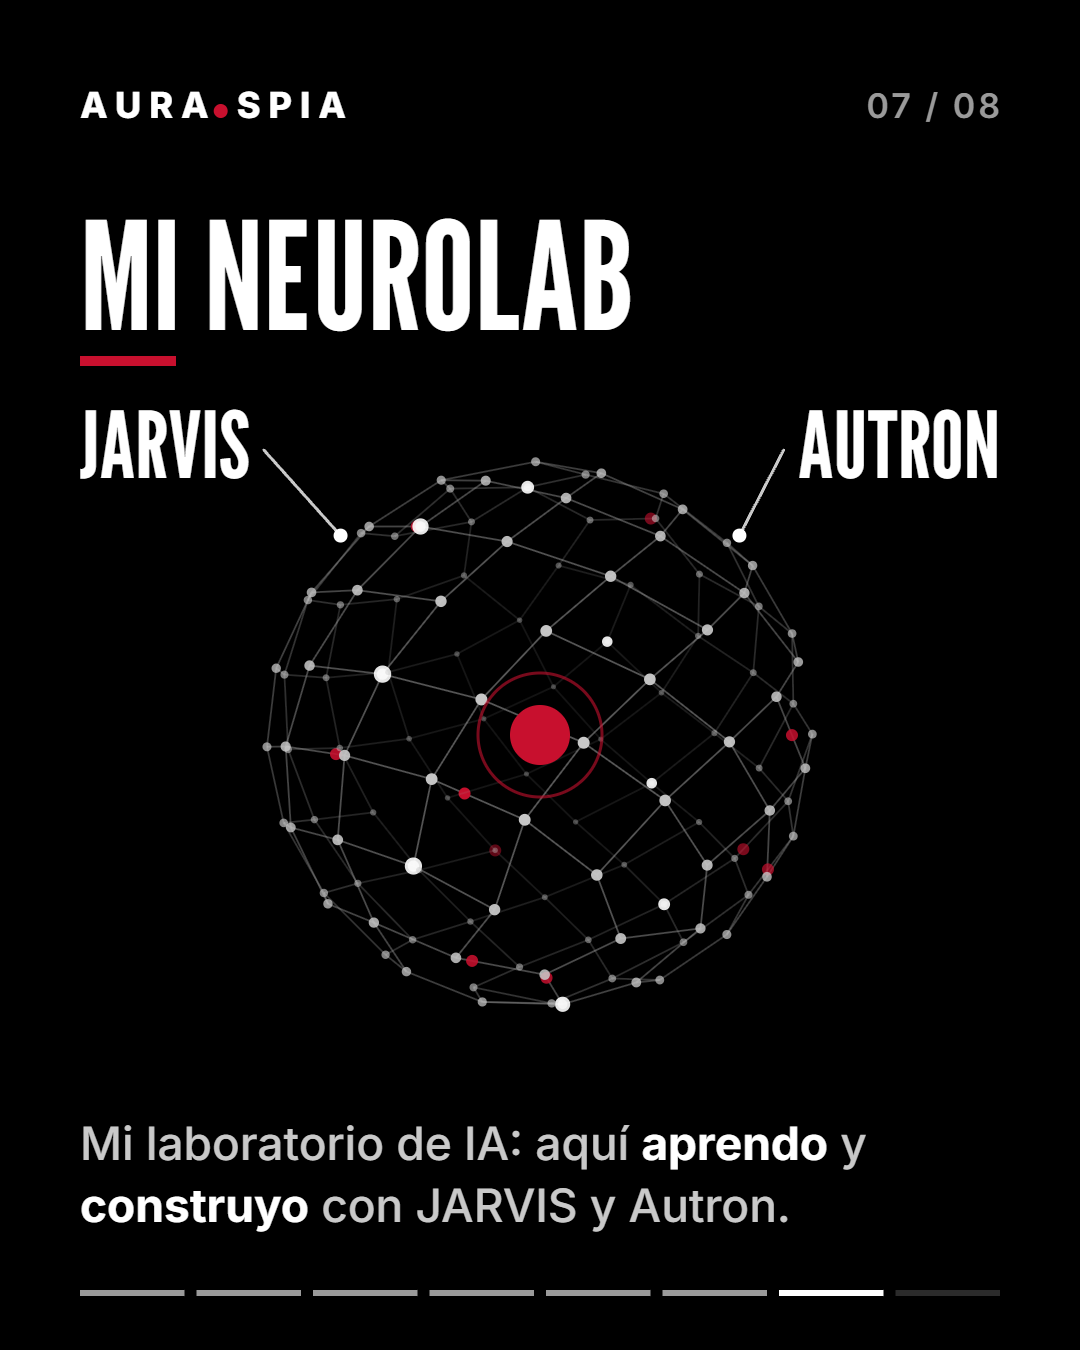 AURA.SPIA
07 / 08
MI NEUROLAB
JARVIS
AUTRON
Mi laboratorio de IA: aquí aprendo y
construyo con JARVIS y Autron.